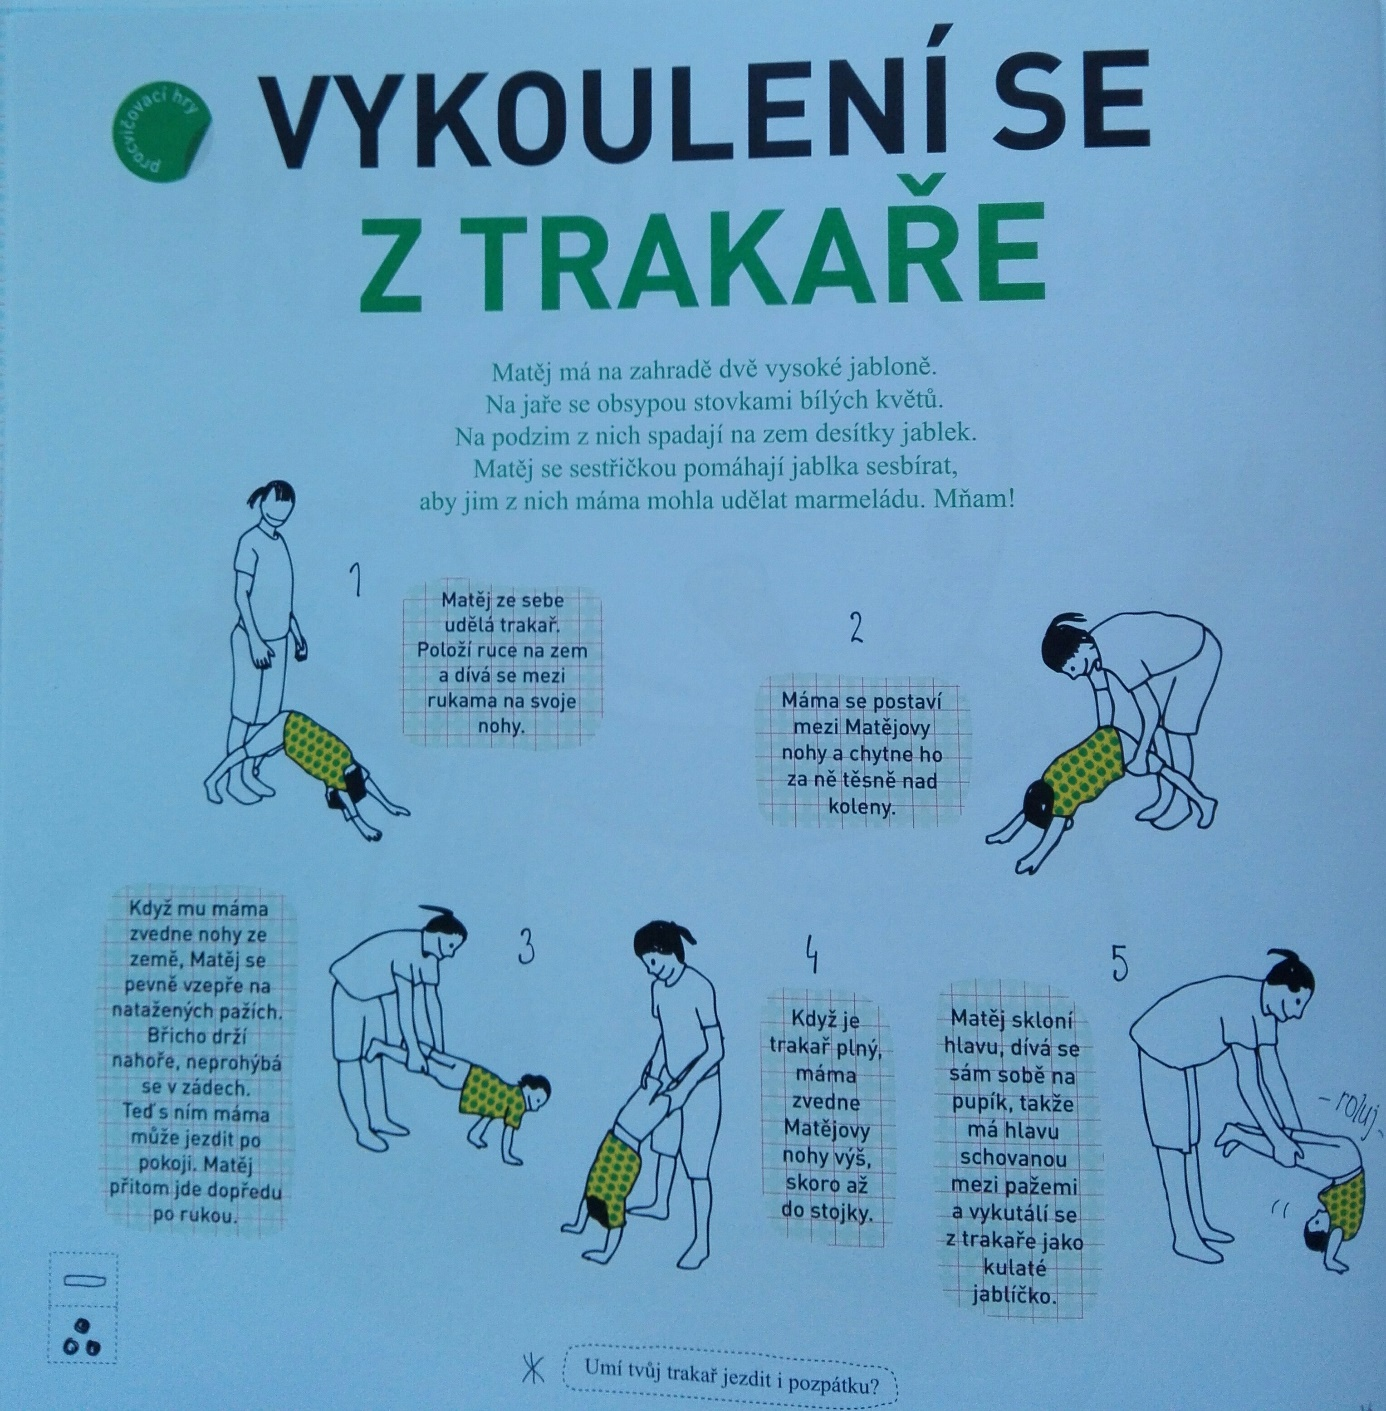 procvičovací hry
VYKOULENÍ SE
Z TRAKAŘE
Matěj má na zahradě dvě vysoké jabloně.
Na jaře se obsypou stovkami bílých květů.
Na podzim z nich spadají na zem desítky jablek.
Matěj se sestřičkou pomáhají jablka sesbírat,
aby jim z nich máma mohla udělat marmeládu. Mňam!
1
Matěj ze sebe
udělá trakař.
Položí ruce na zem
a dívá se mezi
rukama na svoje
nohy.
2
Máma se postaví
mezi Matějovy
nohy a chytne ho
za ně těsně nad
koleny.
3
Když mu máma
zvedne nohy ze
země, Matěj se
pevně vzepře na
natažených pažích.
Břicho drží
nahoře, neprohýbá
se v zádech.
Teď s ním máma
může jezdit po
pokoji. Matěj
přitom jde dopředu
po rukou.
4
Když je
trakař plný,
máma
zvedne
Matějovy
nohy výš,
skoro až
do stojky.
5
Matěj skloní
hlavu, dívá se
sám sobě na
pupík, takže
má hlavu
schovanou
mezi pažemi
a vykutálí se
z trakaře jako
kulaté
jablíčko.
- roluj -
Umí tvůj trakař jezdit i pozpátku?